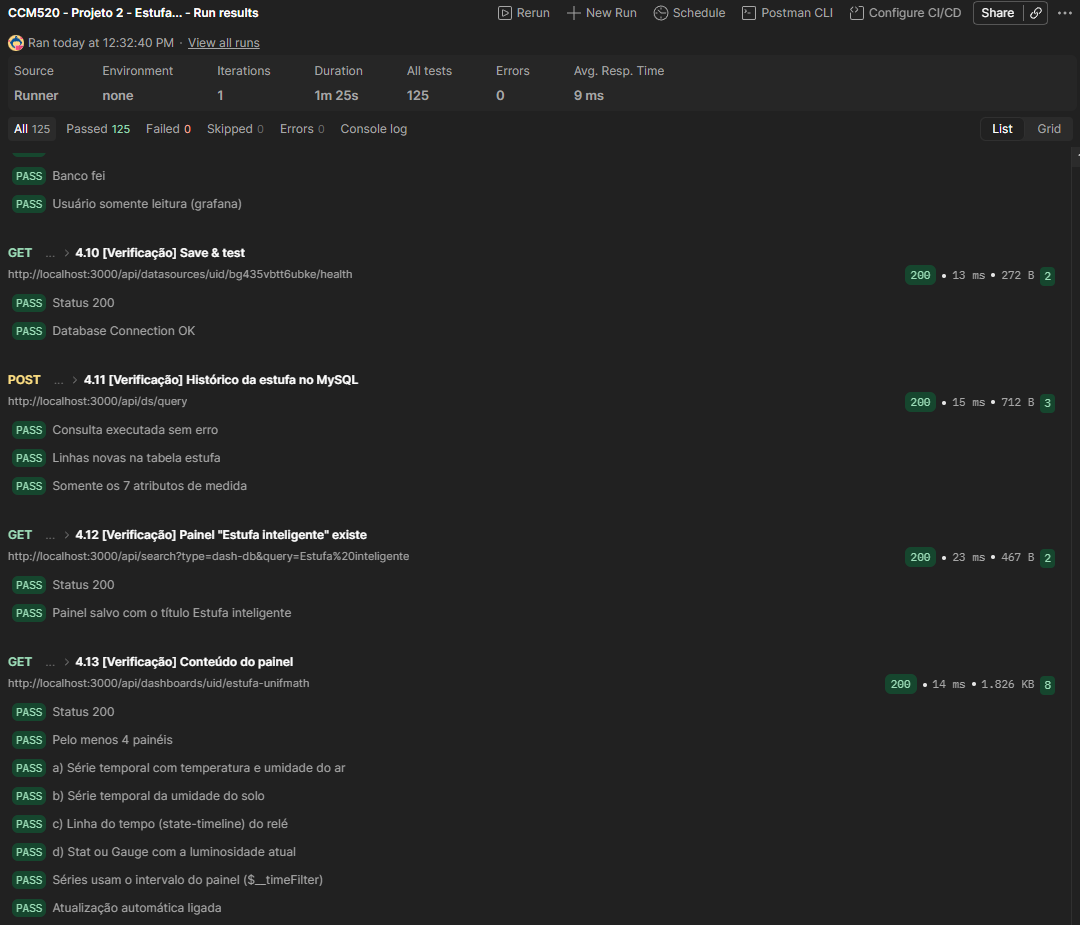 CCM520 - Projeto 2 - Estufa... - Run results
Rerun New Run Schedule Postman CLI Configure CI/CD Share
Ran today at 12:32:40 PM · View all runs
Source Environment Iterations Duration All tests Errors Avg. Resp. Time
Runner none 1 1m 25s 125 0 9 ms
All 125 Passed 125 Failed 0 Skipped 0 Errors 0 Console log List Grid
PASS Banco fei
PASS Usuário somente leitura (grafana)
GET ... > 4.10 [Verificação] Save & test
http://localhost:3000/api/datasources/uid/bg435vbtt6ubke/health 200 • 13 ms • 272 B 2
PASS Status 200
PASS Database Connection OK
POST ... > 4.11 [Verificação] Histórico da estufa no MySQL
http://localhost:3000/api/ds/query 200 • 15 ms • 712 B 3
PASS Consulta executada sem erro
PASS Linhas novas na tabela estufa
PASS Somente os 7 atributos de medida
GET ... > 4.12 [Verificação] Painel "Estufa inteligente" existe
http://localhost:3000/api/search?type=dash-db&query=Estufa%20inteligente 200 • 23 ms • 467 B 2
PASS Status 200
PASS Painel salvo com o título Estufa inteligente
GET ... > 4.13 [Verificação] Conteúdo do painel
http://localhost:3000/api/dashboards/uid/estufa-unifmath 200 • 14 ms • 1.826 KB 8
PASS Status 200
PASS Pelo menos 4 painéis
PASS a) Série temporal com temperatura e umidade do ar
PASS b) Série temporal da umidade do solo
PASS c) Linha do tempo (state-timeline) do relé
PASS d) Stat ou Gauge com a luminosidade atual
PASS Séries usam o intervalo do painel ($__timeFilter)
PASS Atualização automática ligada